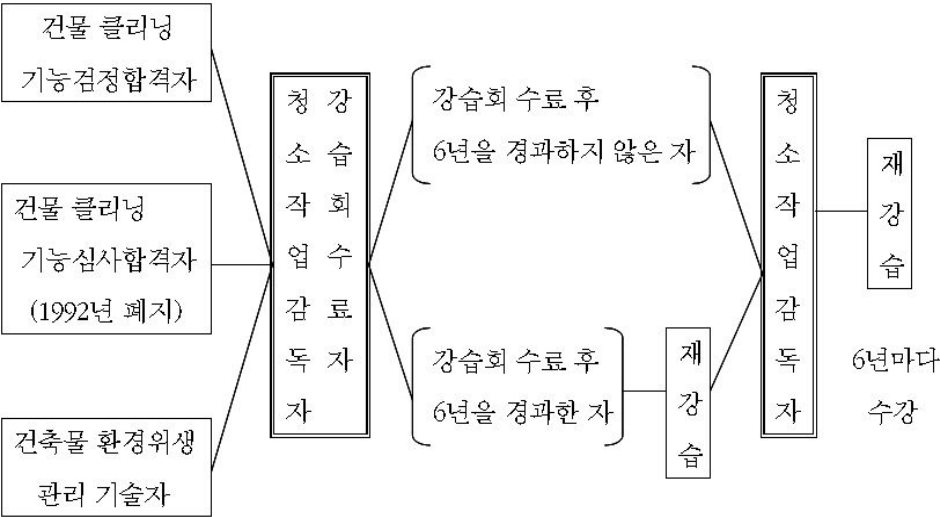 건물 클리닝
기능검정합격자
건물 클리닝
기능심사합격자
(1992년 폐지)
건축물 환경위생
관리 기술자
청소작업감독자
강습회수료자
강습회 수료 후
6년을 경과하지 않은 자
강습회 수료 후
6년을 경과한 자
재강습
청소작업감독자
재강습
6년마다
수강